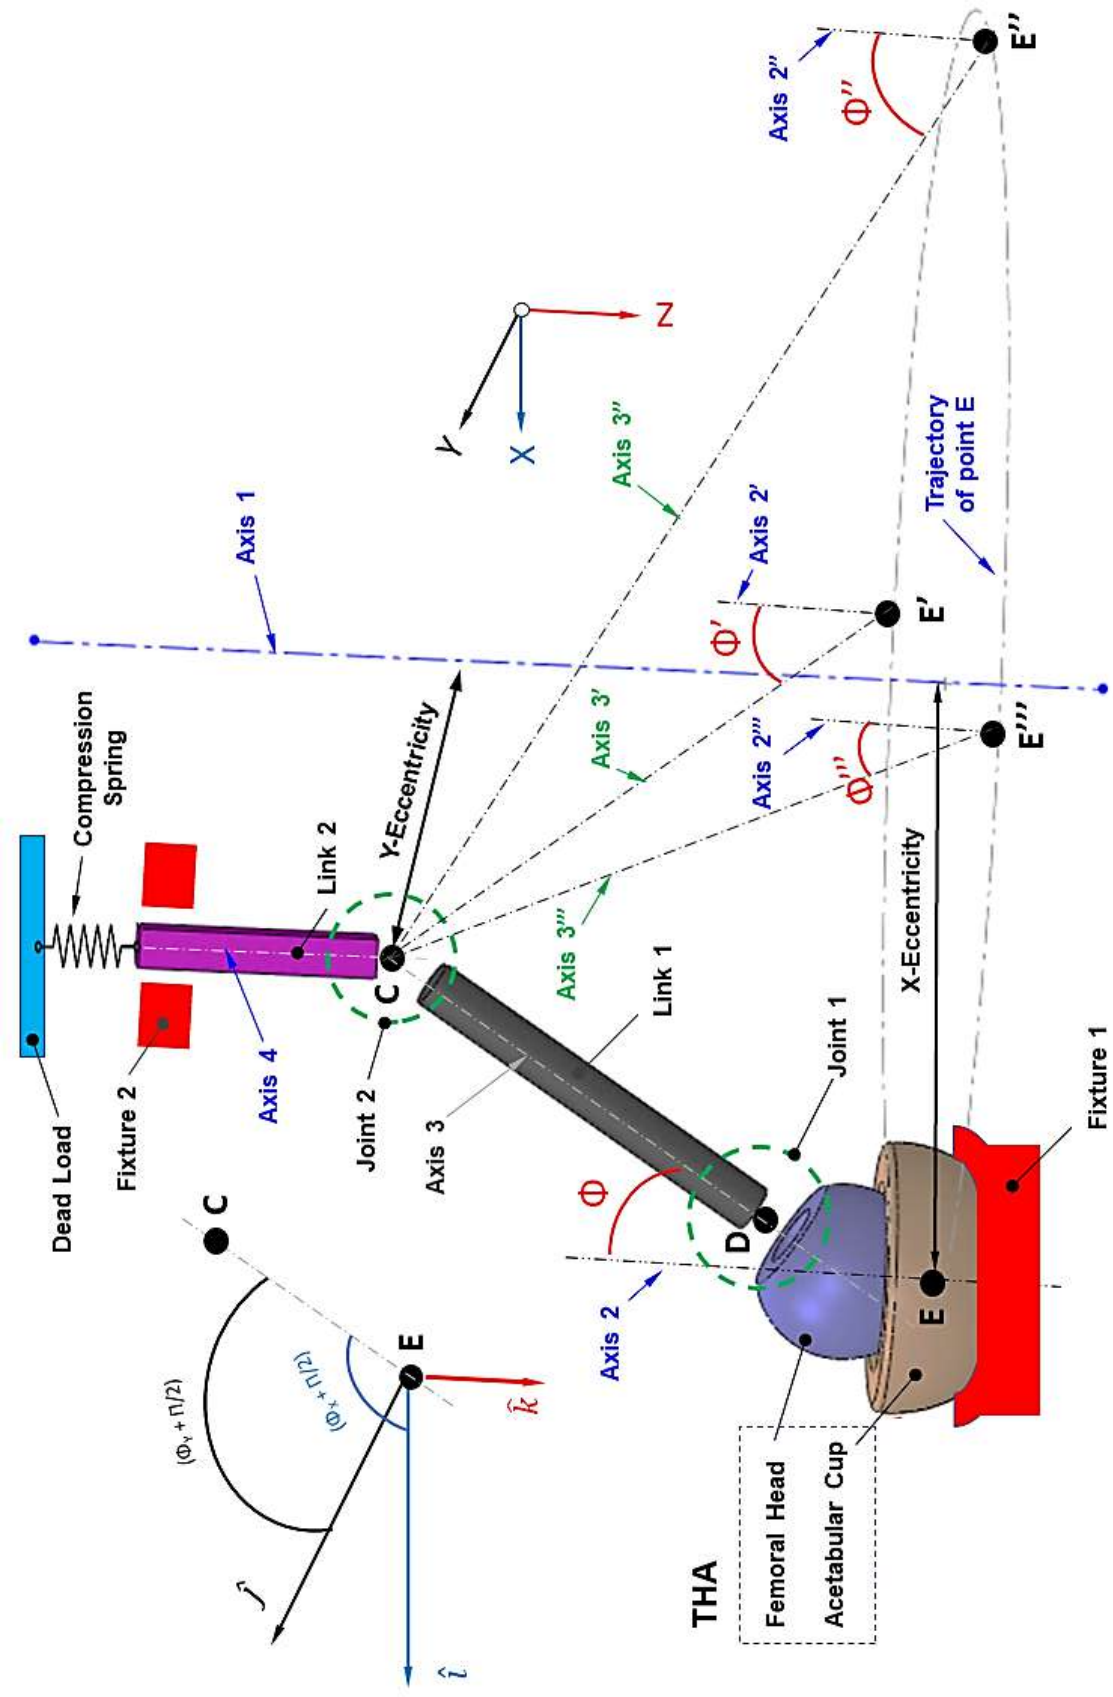 Dead Load
Compression
Spring
Fixture 2
Axis 4
Link 2
Axis 1
Joint 2
C
Y-Eccentricity
Axis 3
Link 1
Axis 3‴
Axis 3′
Axis 3″
Y
X
Z
Axis 2″
Φ″
E″
C
(Φ_Y + Π/2)
(Φ_X + Π/2)
E
ĵ
î
k̂
Φ
Axis 2
D
Joint 1
Axis 2‴
Φ‴
Φ′
Axis 2′
E′
E‴
X-Eccentricity
Trajectory
of point E
E
Fixture 1
THA
Femoral Head
Acetabular Cup